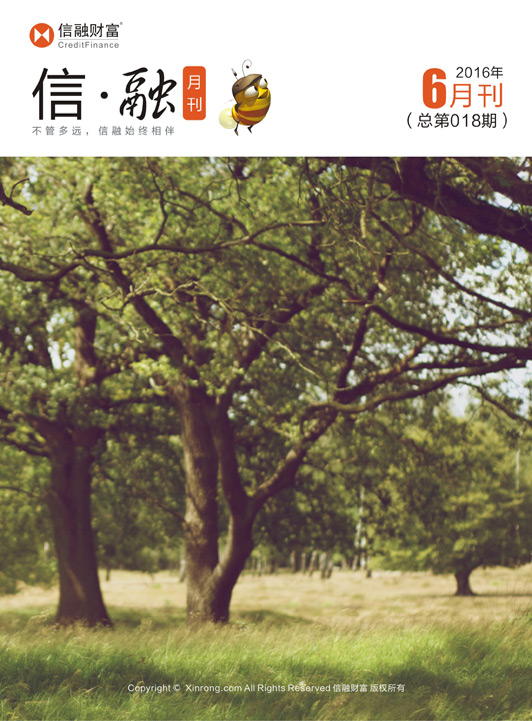 信融财富®
CreditFinance
信·融 月刊
不管多远，信融始终相伴
2016年
6月刊
（总第018期）
Copyright © Xinrong.com All Rights Reserved 信融财富 版权所有